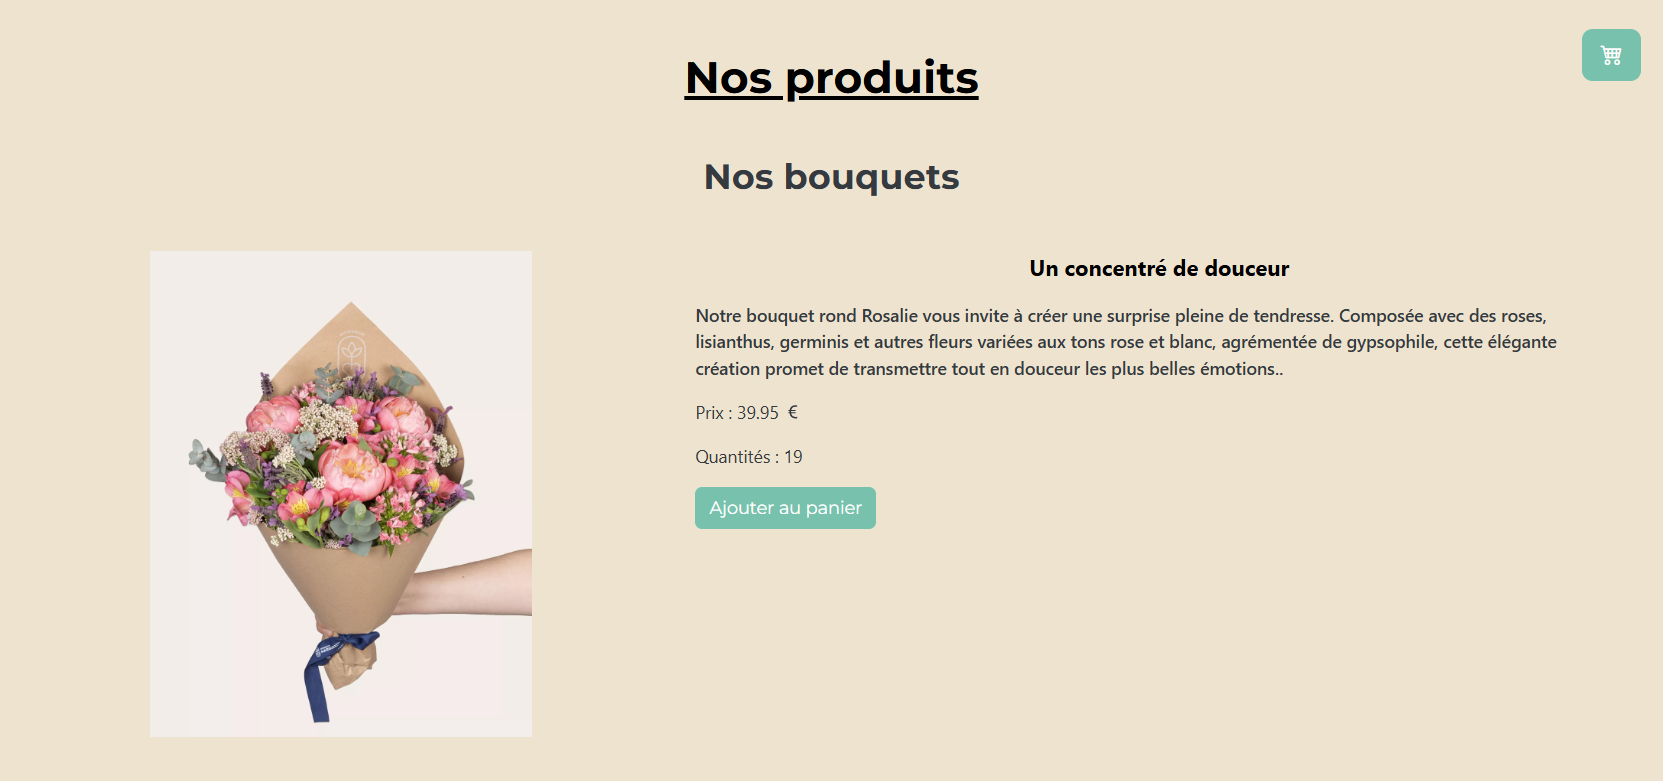 Nos produits
Nos bouquets
Un concentré de douceur
Notre bouquet rond Rosalie vous invite à créer une surprise pleine de tendresse. Composée avec des roses,
lisianthus, germinis et autres fleurs variées aux tons rose et blanc, agrémentée de gypsophile, cette élégante
création promet de transmettre tout en douceur les plus belles émotions..
Prix : 39.95 €
Quantités : 19
Ajouter au panier